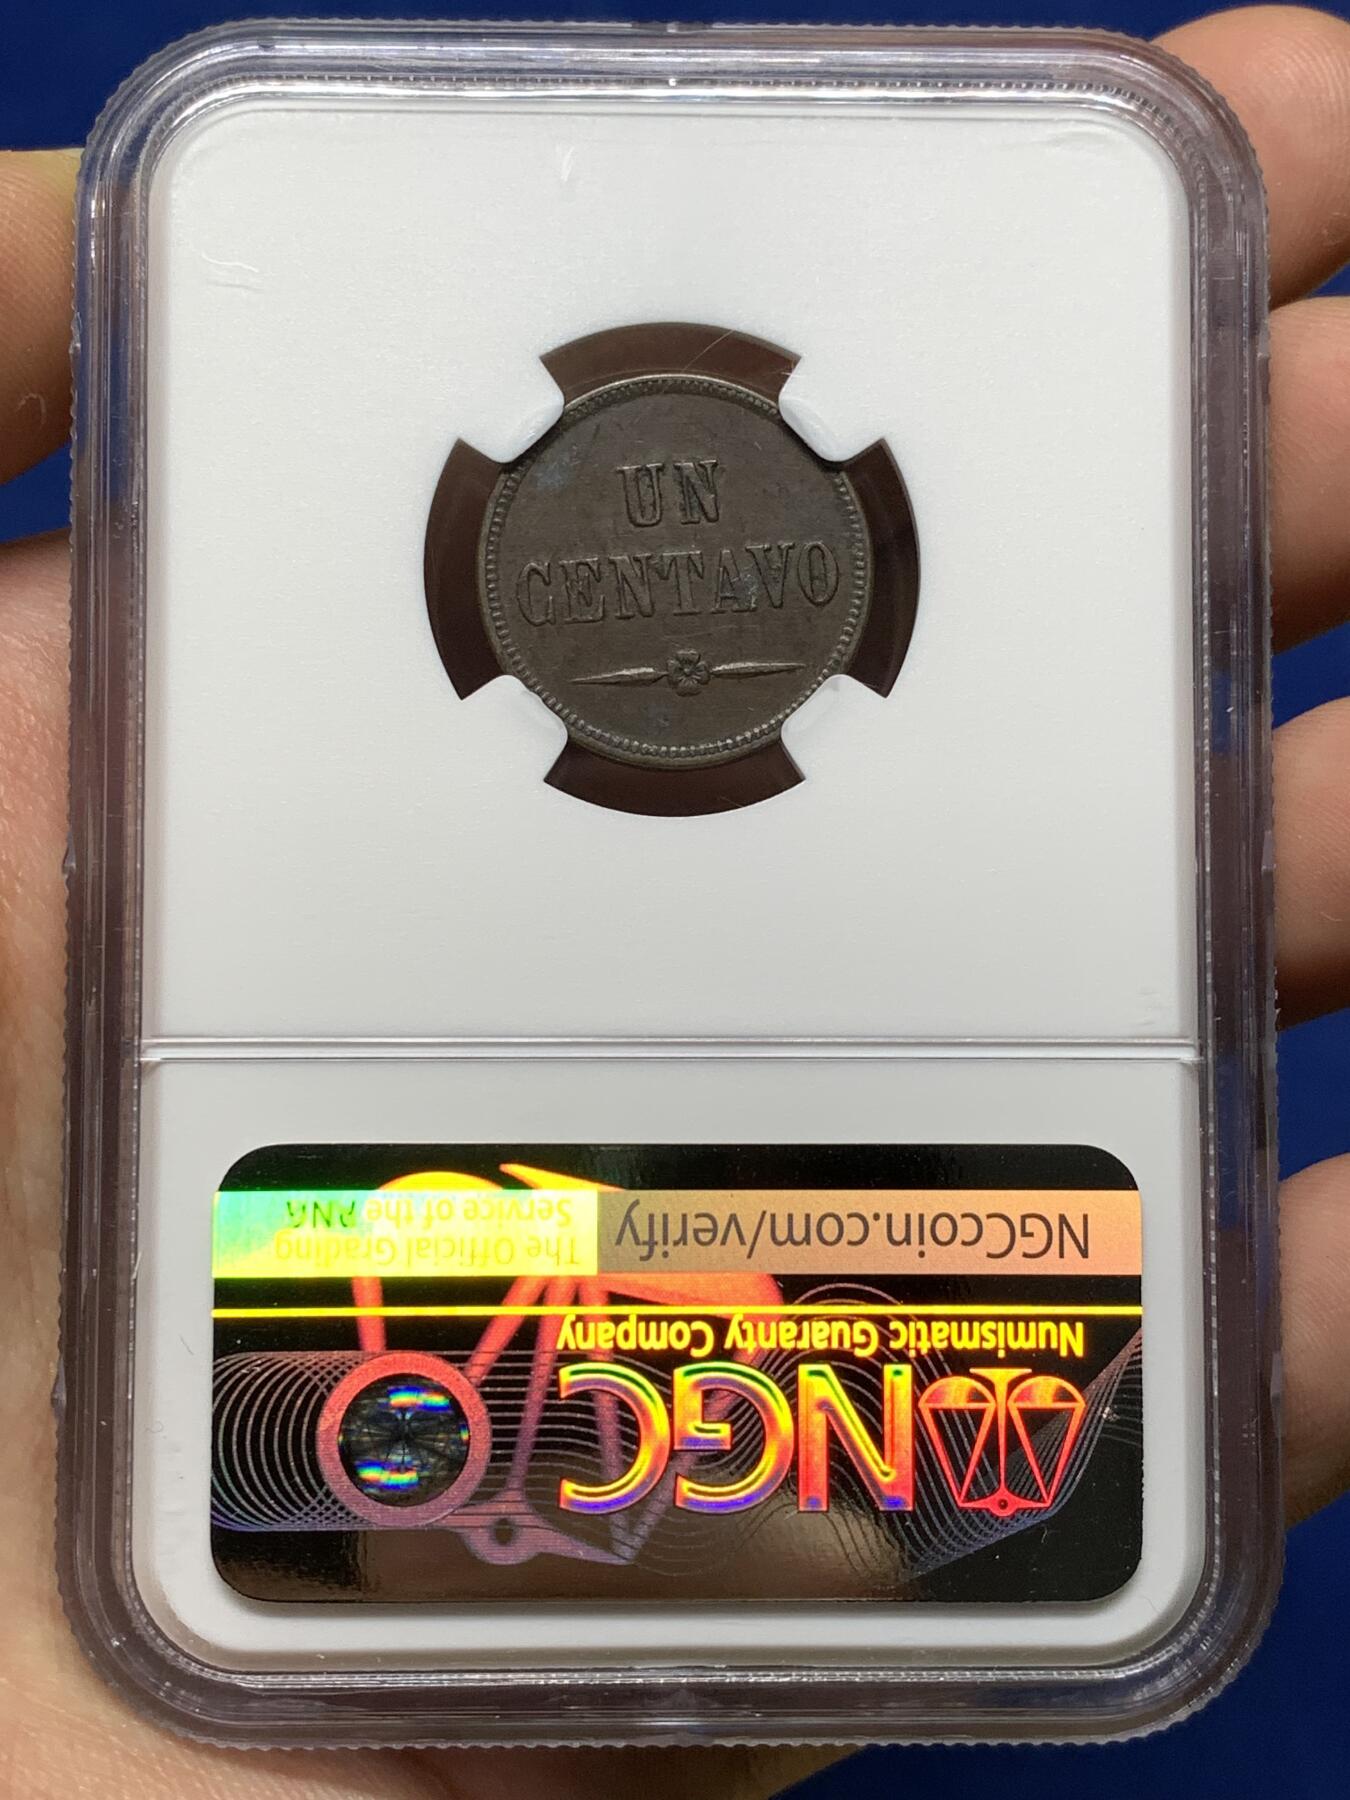 UN
CENTAVO
NGC
Numismatic Guaranty Company
NGCcoin.com/verify
The Official Grading
Service of the ANA